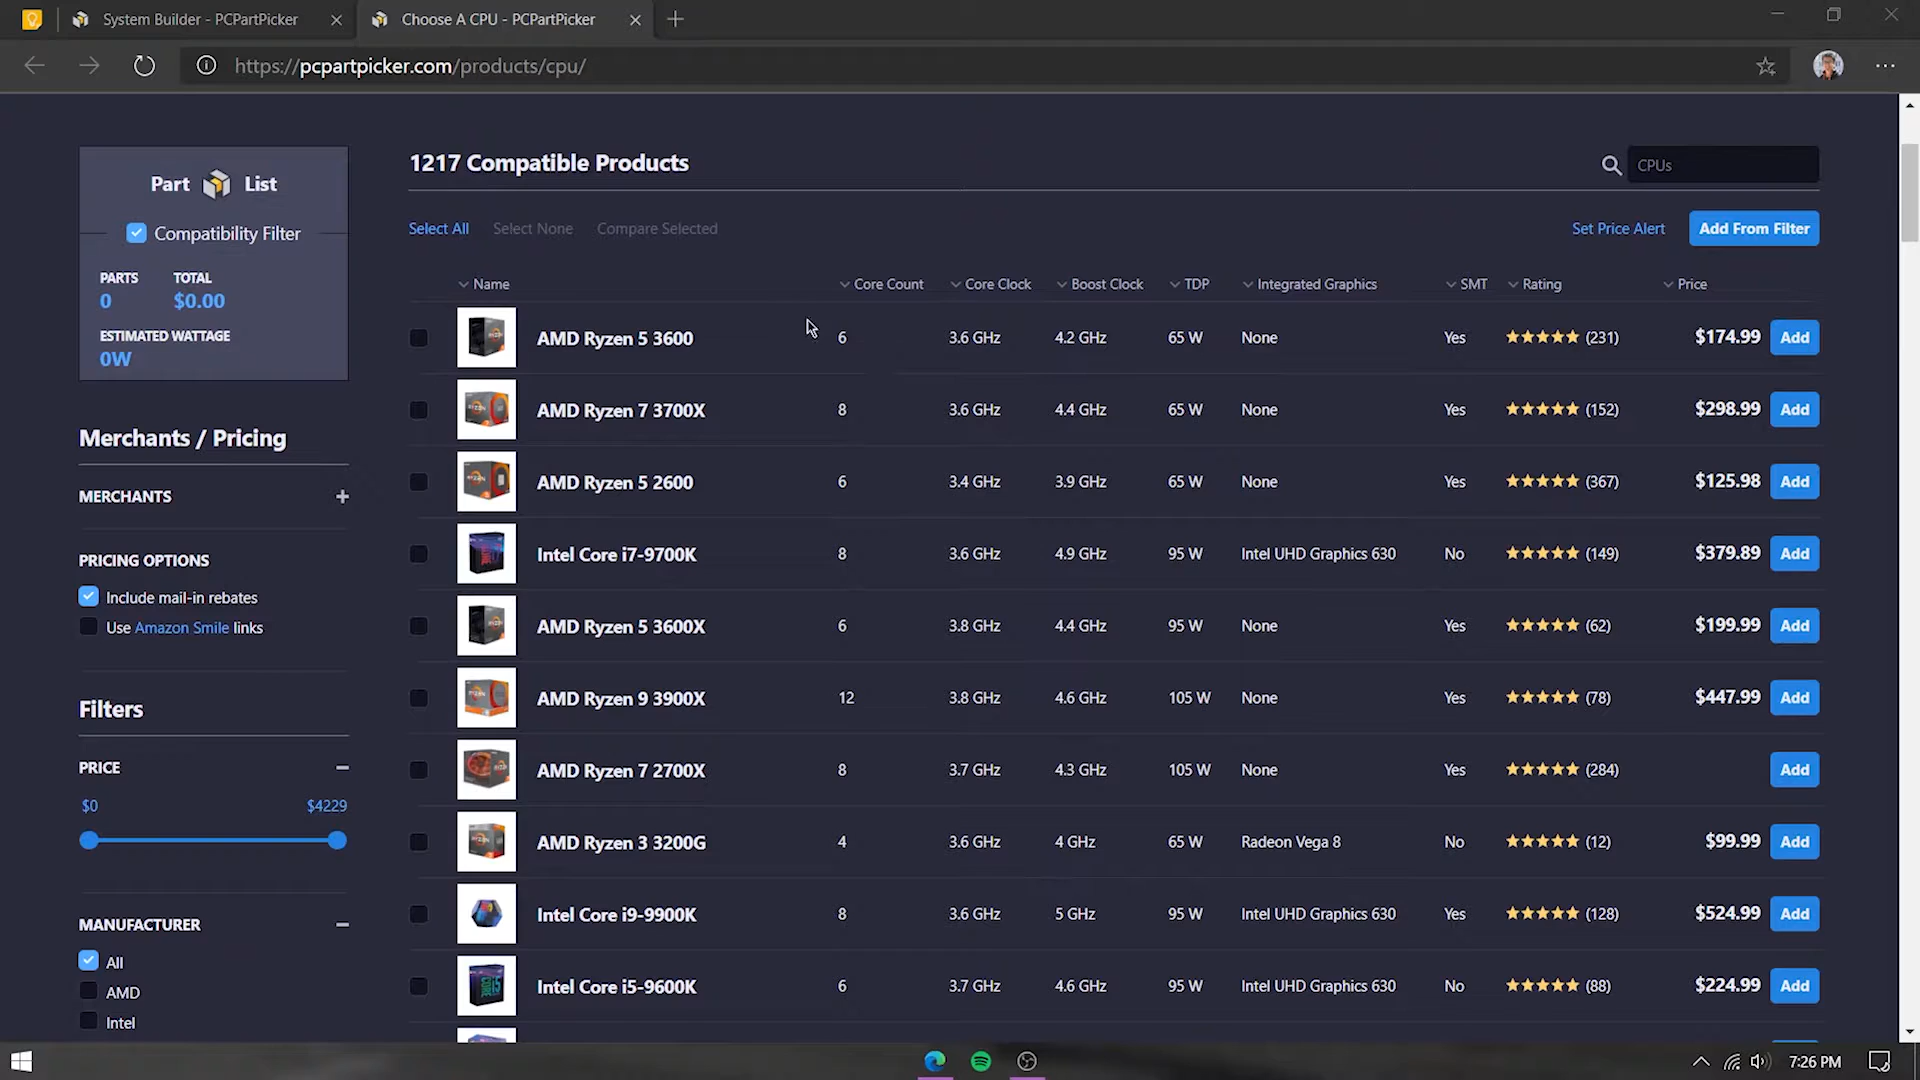 System Builder - PCPartPicker
Choose A CPU - PCPartPicker
https://pcpartpicker.com/products/cpu/
Part List
Compatibility Filter
PARTS TOTAL
0 $0.00
ESTIMATED WATTAGE
0W
Merchants / Pricing
MERCHANTS
PRICING OPTIONS
Include mail-in rebates
Use Amazon Smile links
Filters
PRICE
$0 $4229
MANUFACTURER
All
AMD
Intel
1217 Compatible Products
CPUs
Select All Select None Compare Selected Set Price Alert Add From Filter
Name Core Count Core Clock Boost Clock TDP Integrated Graphics SMT Rating Price
AMD Ryzen 5 3600 6 3.6 GHz 4.2 GHz 65 W None Yes (231) $174.99 Add
AMD Ryzen 7 3700X 8 3.6 GHz 4.4 GHz 65 W None Yes (152) $298.99 Add
AMD Ryzen 5 2600 6 3.4 GHz 3.9 GHz 65 W None Yes (367) $125.98 Add
Intel Core i7-9700K 8 3.6 GHz 4.9 GHz 95 W Intel UHD Graphics 630 No (149) $379.89 Add
AMD Ryzen 5 3600X 6 3.8 GHz 4.4 GHz 95 W None Yes (62) $199.99 Add
AMD Ryzen 9 3900X 12 3.8 GHz 4.6 GHz 105 W None Yes (78) $447.99 Add
AMD Ryzen 7 2700X 8 3.7 GHz 4.3 GHz 105 W None Yes (284) Add
AMD Ryzen 3 3200G 4 3.6 GHz 4 GHz 65 W Radeon Vega 8 No (12) $99.99 Add
Intel Core i9-9900K 8 3.6 GHz 5 GHz 95 W Intel UHD Graphics 630 Yes (128) $524.99 Add
Intel Core i5-9600K 6 3.7 GHz 4.6 GHz 95 W Intel UHD Graphics 630 No (88) $224.99 Add
7:26 PM